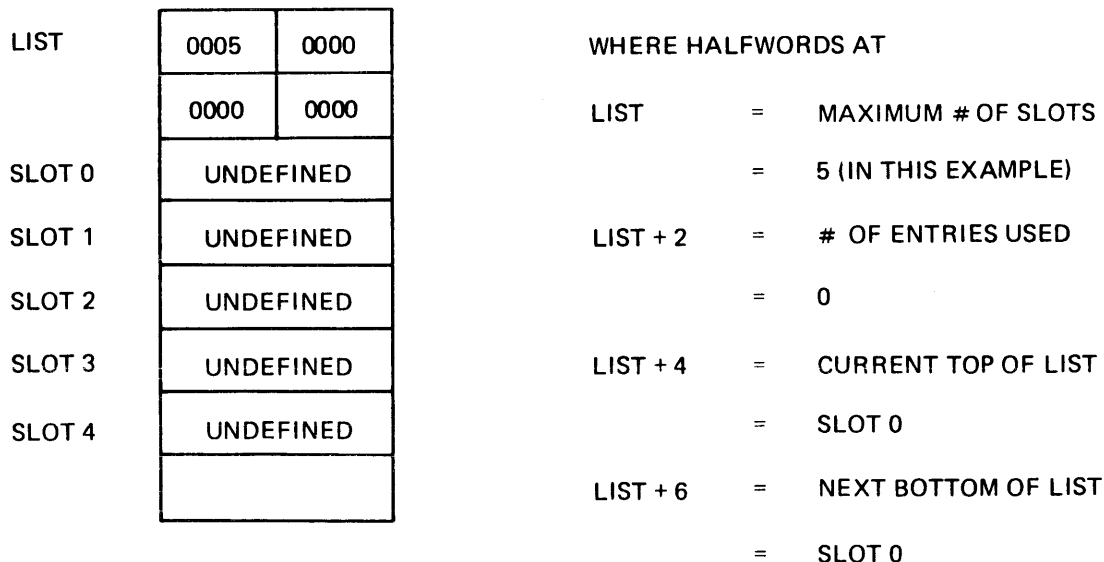 LIST 0005 0000
0000 0000
SLOT 0 UNDEFINED
SLOT 1 UNDEFINED
SLOT 2 UNDEFINED
SLOT 3 UNDEFINED
SLOT 4 UNDEFINED
WHERE HALFWORDS AT
LIST = MAXIMUM # OF SLOTS
= 5 (IN THIS EXAMPLE)
LIST + 2 = # OF ENTRIES USED
= 0
LIST + 4 = CURRENT TOP OF LIST
= SLOT 0
LIST + 6 = NEXT BOTTOM OF LIST
= SLOT 0